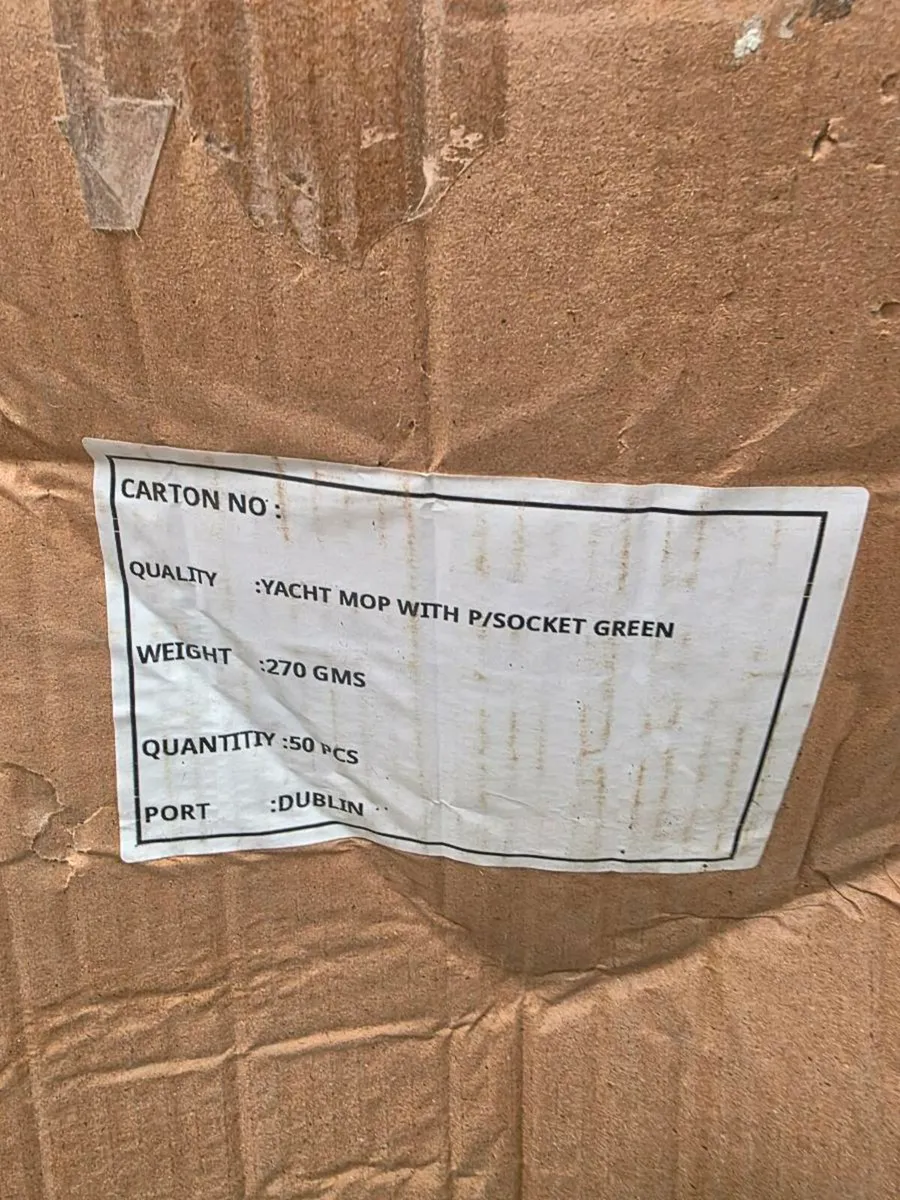 CARTON NO :
QUALITY :YACHT MOP WITH P/SOCKET GREEN
WEIGHT :270 GMS
QUANTITIY :50 PCS
PORT :DUBLIN